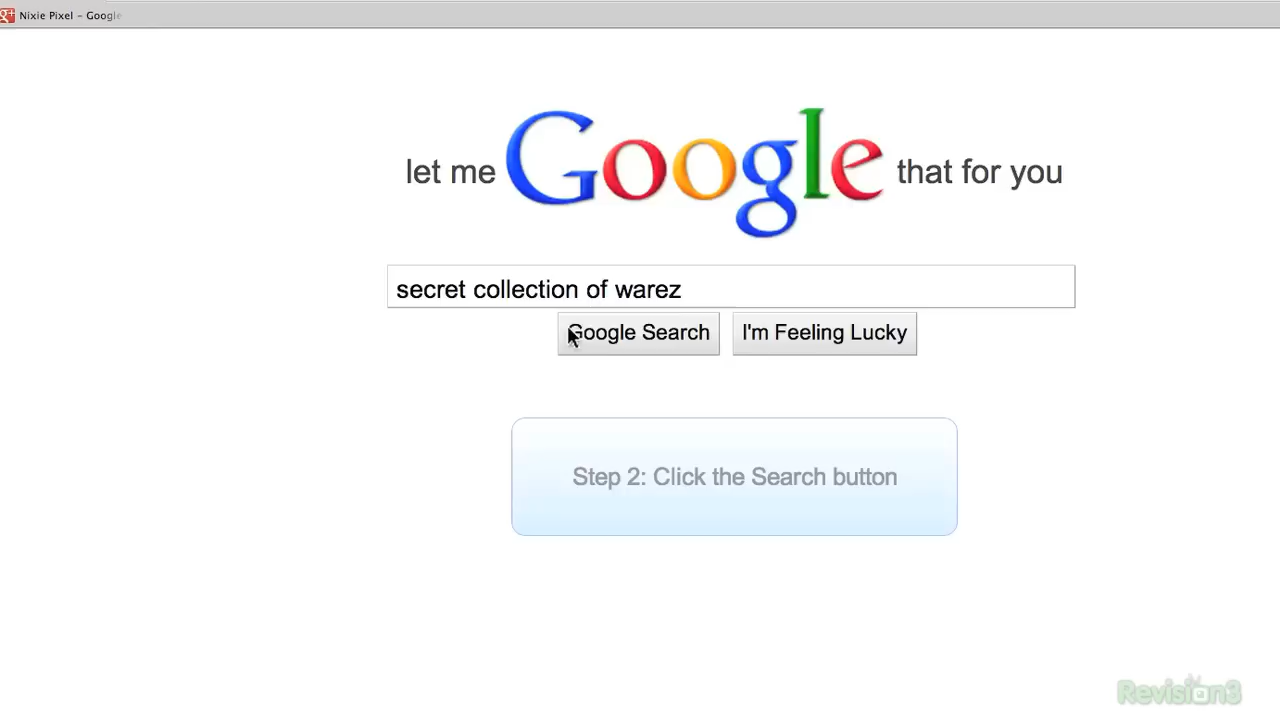 Nixie Pixel – Google
let me Google that for you
secret collection of warez
Google Search I'm Feeling Lucky
Step 2: Click the Search button
Revision3